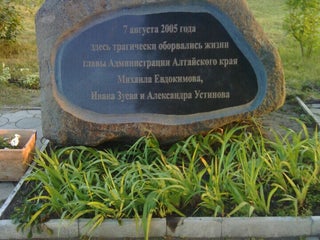 7 августа 2005 года
здесь трагически оборвались жизни
главы Администрации Алтайского края
Михаила Евдокимова,
Ивана Зуева и Александра Устинова